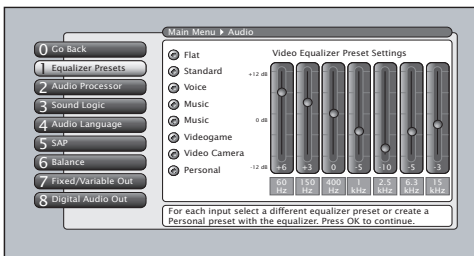 Main Menu Audio
0 Go Back
1 Equalizer Presets
2 Audio Processor
3 Sound Logic
4 Audio Language
5 SAP
6 Balance
7 Fixed/Variable Out
8 Digital Audio Out
Flat
Standard
Voice
Music
Music
Videogame
Video Camera
Personal
Video Equalizer Preset Settings
+12 dB
0 dB
-12 dB
+6 +3 0 -5 -10 -5 -3
60 Hz 150 Hz 400 Hz 1 kHz 2.5 kHz 6.3 kHz 15 kHz
For each input select a different equalizer preset or create a
Personal preset with the equalizer. Press OK to continue.